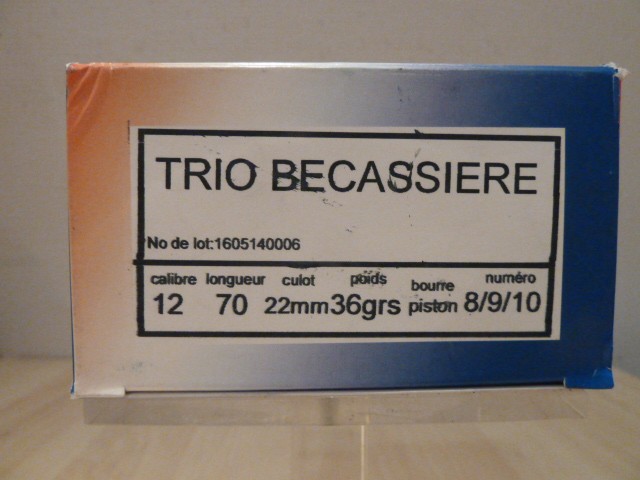 TRIO BECASSIERE
No de lot:1605140006
calibre longueur culot poids bourre numéro
12 70 22mm 36grs piston 8/9/10